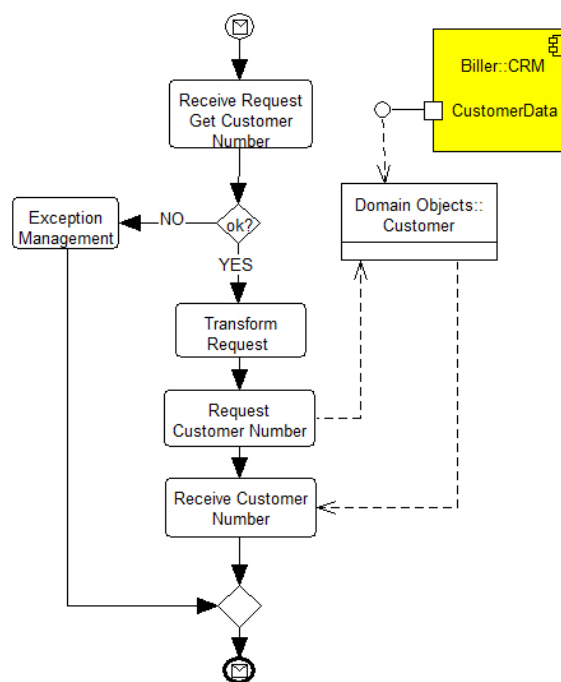 Biller::CRM
CustomerData
Receive Request
Get Customer
Number
Domain Objects::
Customer
Exception
Management
NO
ok?
YES
Transform
Request
Request
Customer Number
Receive Customer
Number